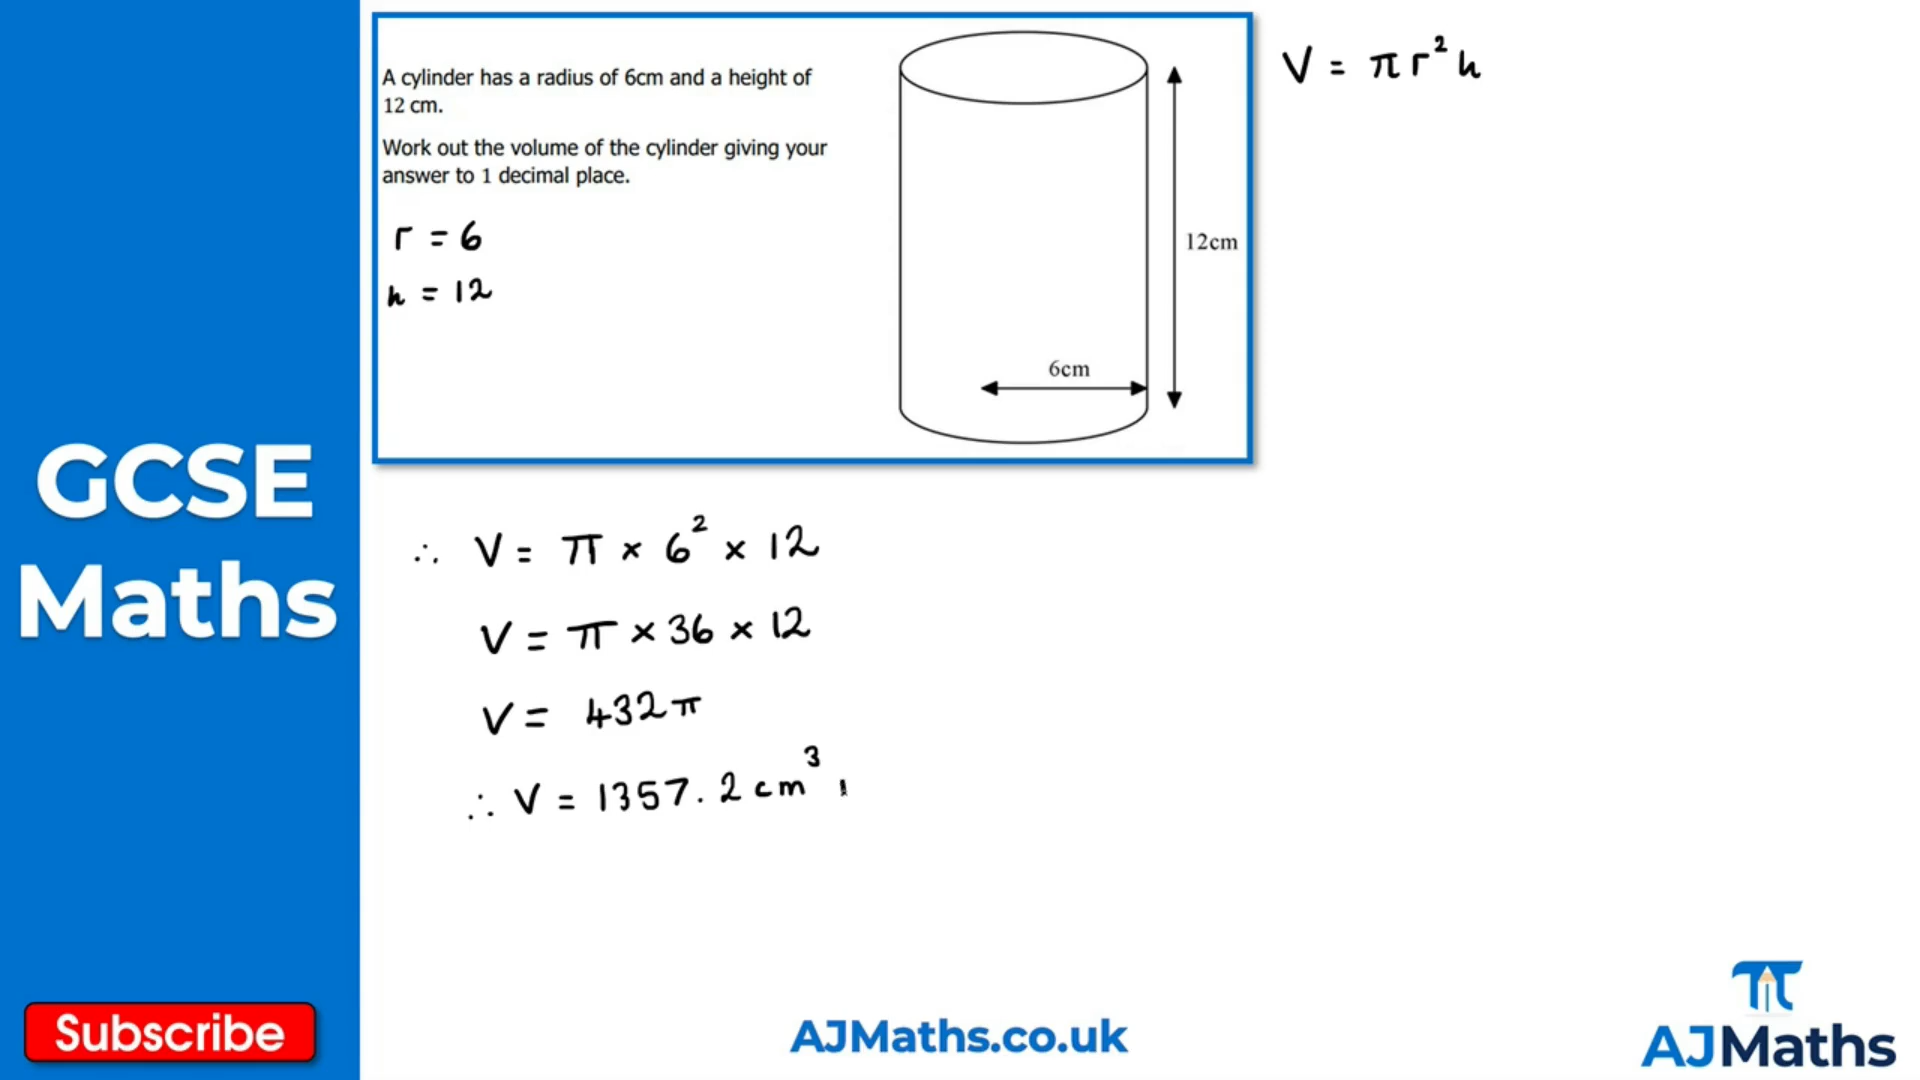 A cylinder has a radius of 6cm and a height of
12 cm.
Work out the volume of the cylinder giving your
answer to 1 decimal place.
r = 6
h = 12
12cm
6cm
V = πr²h
∴ V = π × 6² × 12
V = π × 36 × 12
V = 432π
∴ V = 1357.2 cm³
GCSE
Maths
Subscribe
AJMaths.co.uk
AJMaths